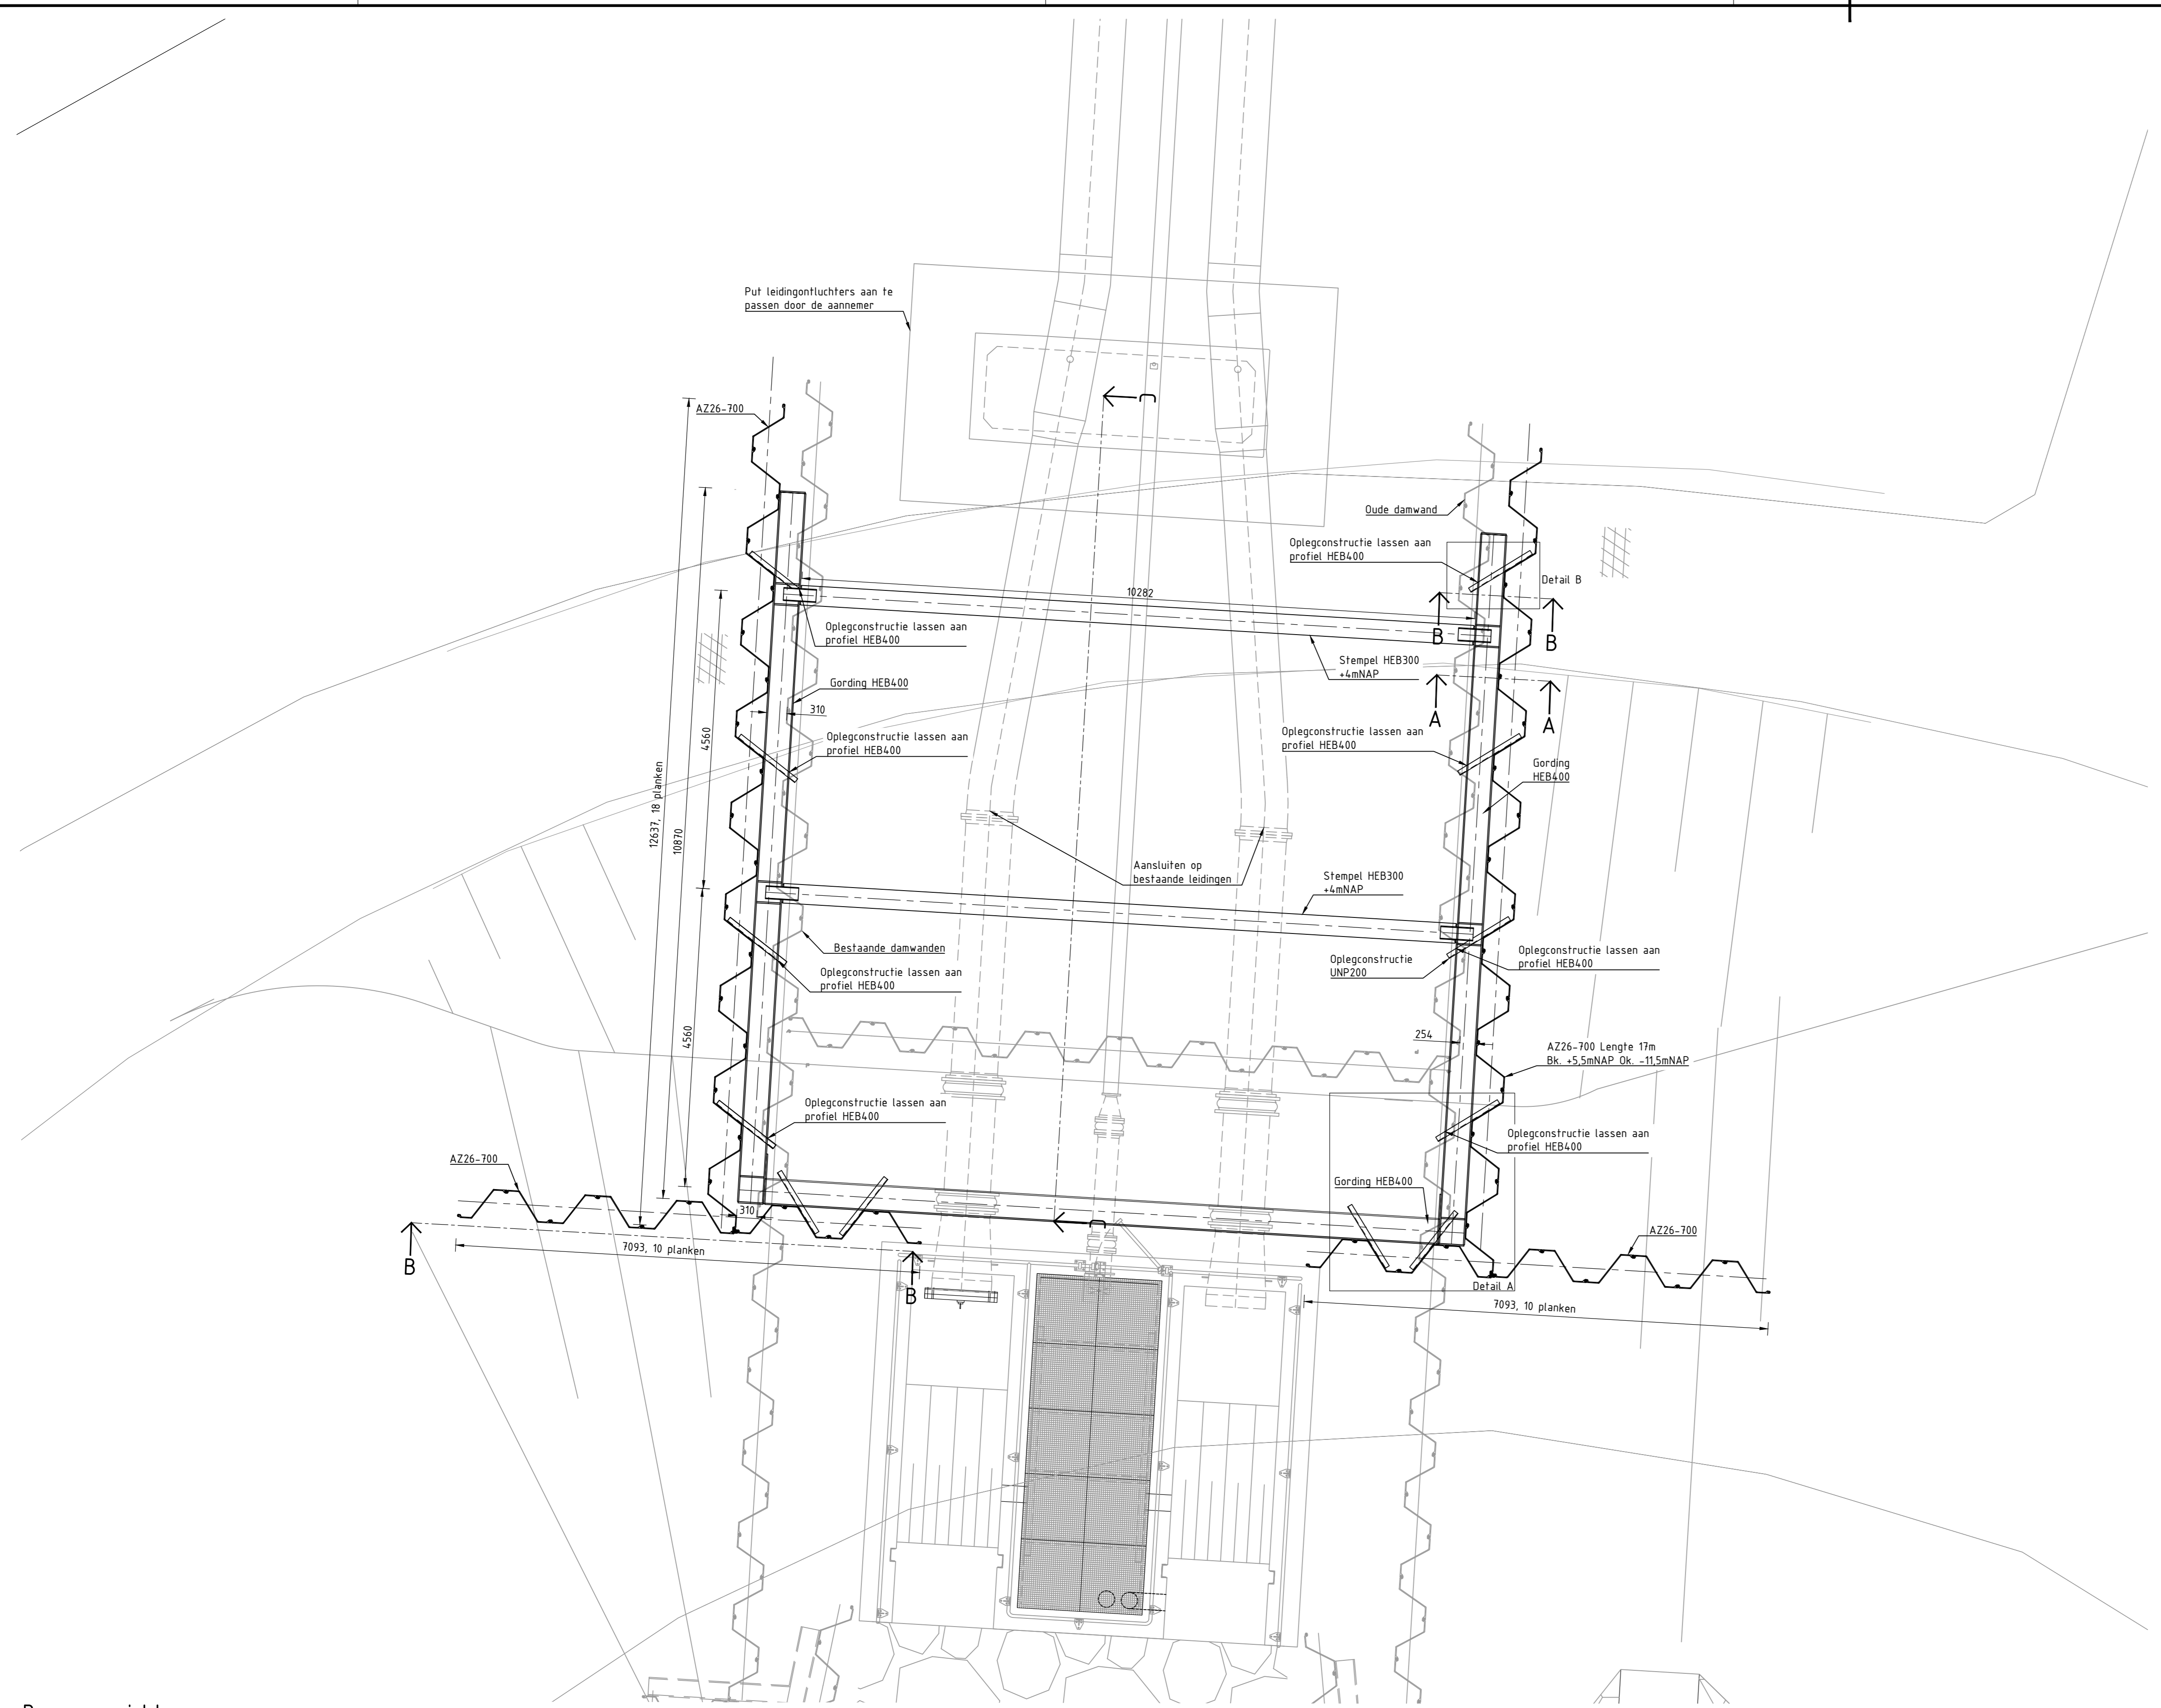 Put leidingontluchters aan te
passen door de aannemer
AZ26-700
C
Oude damwand
Oplegconstructie lassen aan
profiel HEB400
Detail B
10282
B
B
Oplegconstructie lassen aan
profiel HEB400
Stempel HEB300
+4mNAP
Gording HEB400
310
A
A
4560
Oplegconstructie lassen aan
profiel HEB400
Oplegconstructie lassen aan
profiel HEB400
Gording
HEB400
12637, 18 planken
10870
Aansluiten op
bestaande leidingen
Stempel HEB300
+4mNAP
Bestaande damwanden
Oplegconstructie lassen aan
profiel HEB400
Oplegconstructie
UNP200
Oplegconstructie lassen aan
profiel HEB400
4560
254
AZ26-700 Lengte 17m
Bk. +5,5mNAP Ok. -11,5mNAP
Oplegconstructie lassen aan
profiel HEB400
Oplegconstructie lassen aan
profiel HEB400
AZ26-700
Gording HEB400
310
C
AZ26-700
7093, 10 planken
B
B
Detail A
7093, 10 planken